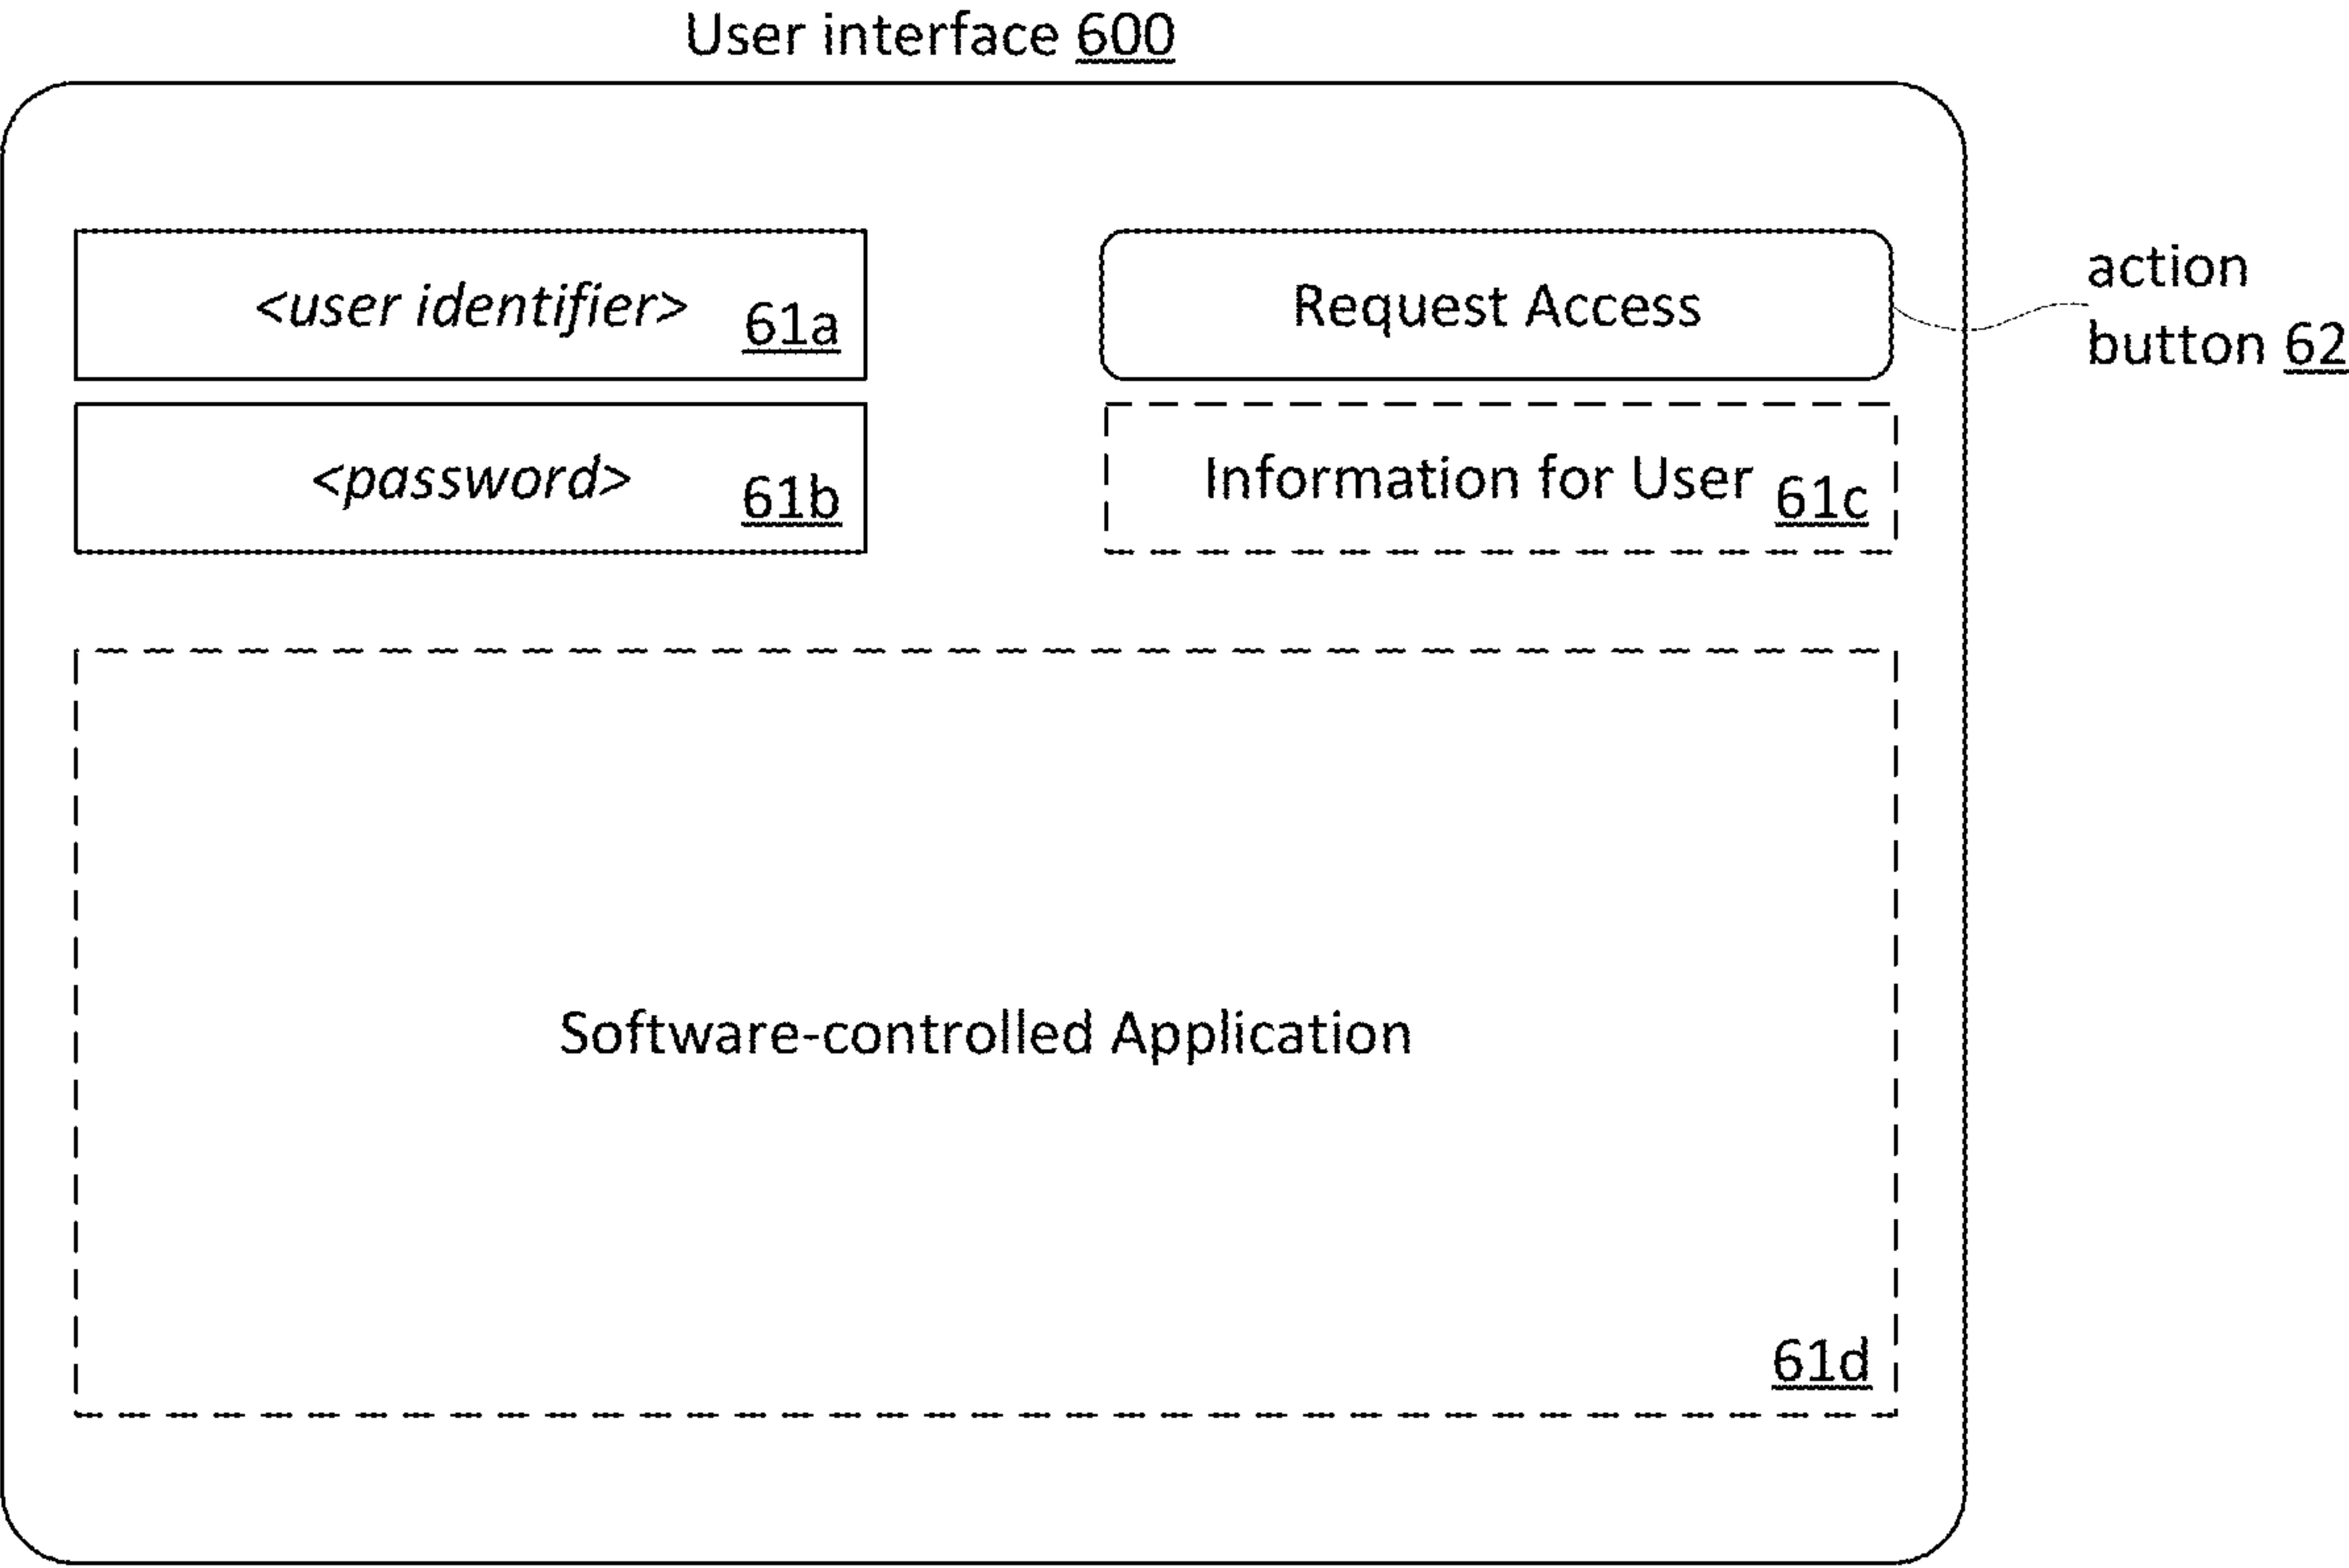 User interface 600
<user identifier> 61a
Request Access
action
button 62
<password> 61b
Information for User 61c
Software-controlled Application
61d